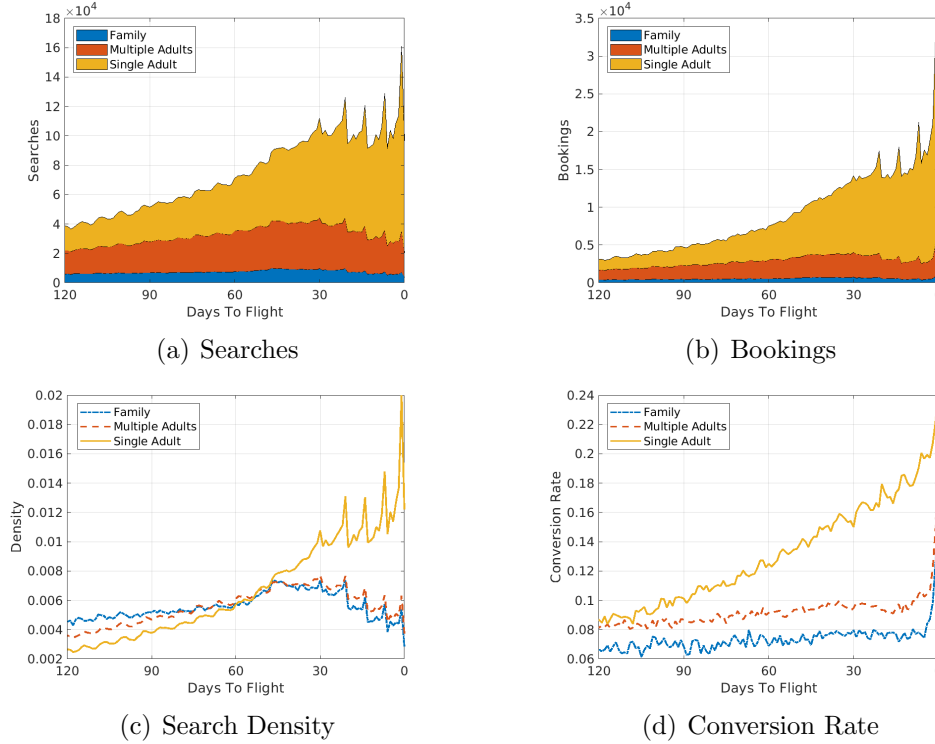 ×10⁴
18
16
14
12
10
8
6
4
2
0
Searches
Family
Multiple Adults
Single Adult
120 90 60 30 0
Days To Flight
(a) Searches
×10⁴
3.5
3
2.5
2
1.5
1
0.5
0
Bookings
Family
Multiple Adults
Single Adult
120 90 60 30
Days To Flight
(b) Bookings
0.02
0.018
0.016
0.014
0.012
0.01
0.008
0.006
0.004
0.002
Density
Family
Multiple Adults
Single Adult
120 90 60 30 0
Days To Flight
(c) Search Density
0.24
0.22
0.2
0.18
0.16
0.14
0.12
0.1
0.08
0.06
Conversion Rate
Family
Multiple Adults
Single Adult
120 90 60 30
Days To Flight
(d) Conversion Rate